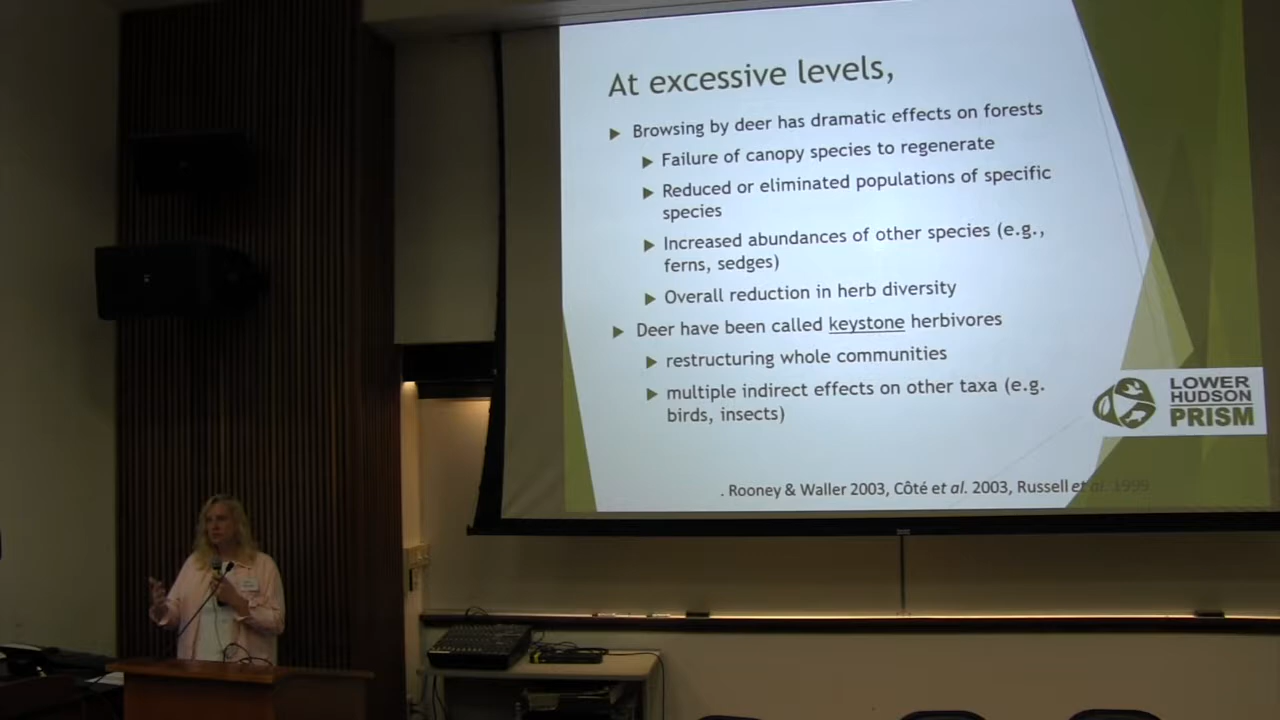 At excessive levels,
Browsing by deer has dramatic effects on forests
Failure of canopy species to regenerate
Reduced or eliminated populations of specific
species
Increased abundances of other species (e.g.,
ferns, sedges)
Overall reduction in herb diversity
Deer have been called keystone herbivores
restructuring whole communities
multiple indirect effects on other taxa (e.g.
birds, insects)
LOWER
HUDSON
PRISM
. Rooney & Waller 2003, Côté et al. 2003, Russell et al. 1999